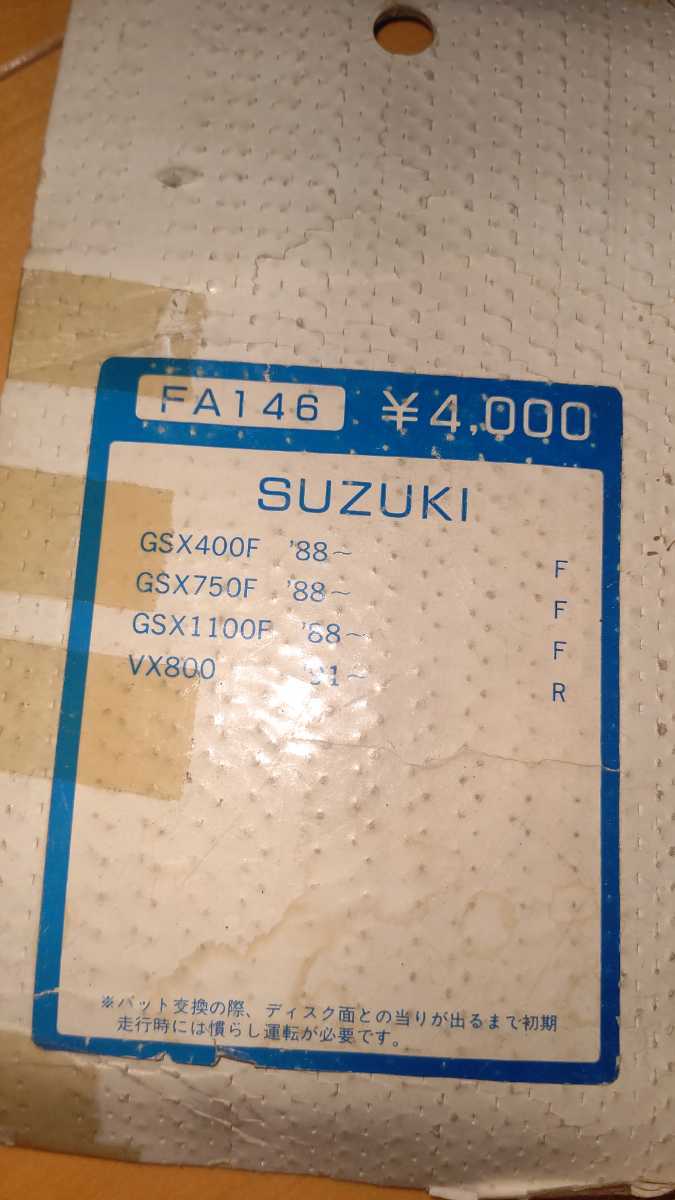 FA146 ¥4,000
SUZUKI
GSX400F '88~ F
GSX750F '88~ F
GSX1100F '88~ F
VX800 '91~ R
※パット交換の際、ディスク面との当りが出るまで初期
走行時には慣らし運転が必要です。